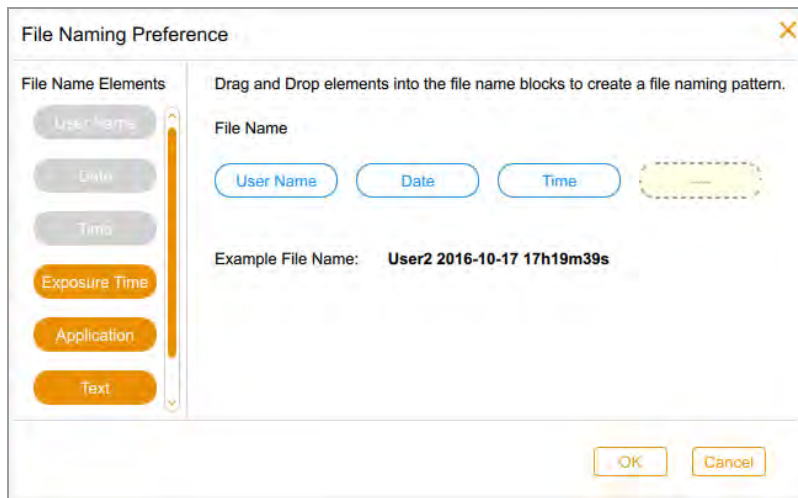 File Naming Preference
File Name Elements
User Name
Date
Time
Exposure Time
Application
Text
Drag and Drop elements into the file name blocks to create a file naming pattern.
File Name
User Name Date Time ----
Example File Name: User2 2016-10-17 17h19m39s
OK Cancel